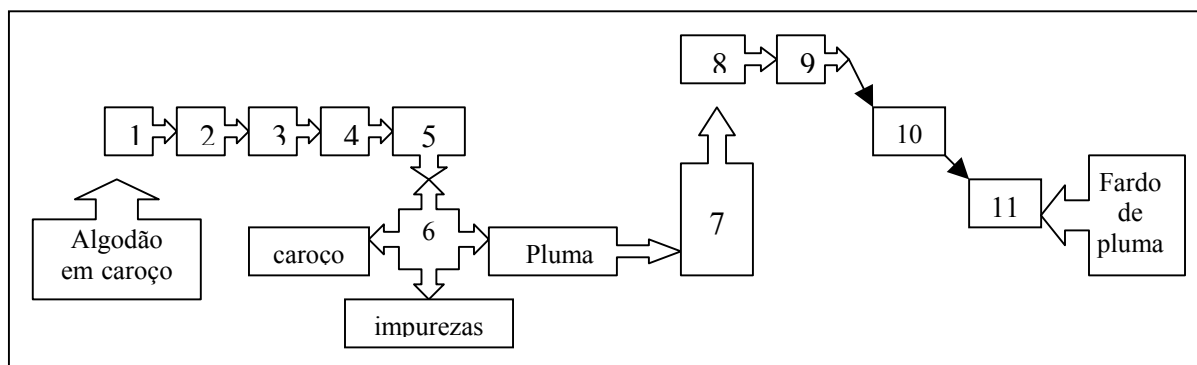 8
9
1
2
3
4
5
10
Algodão
em caroço
caroço
6
Pluma
7
11
Fardo
de
pluma
impurezas